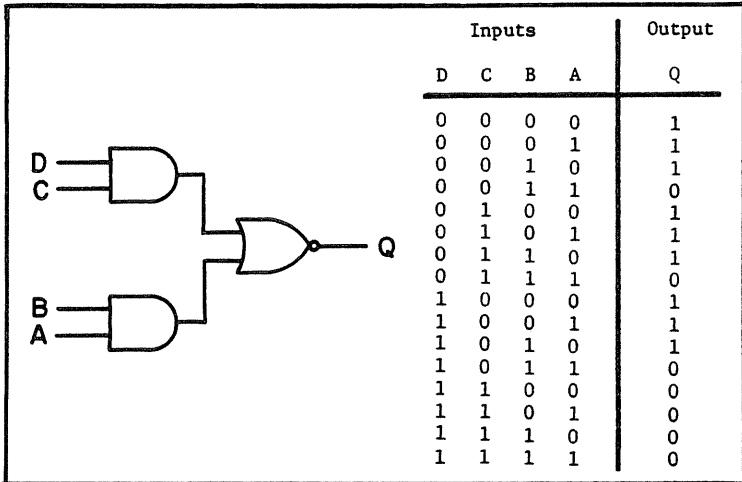 Inputs Output
D C B A Q
0 0 0 0 1
0 0 0 1 1
0 0 1 0 1
0 0 1 1 0
0 1 0 0 1
0 1 0 1 1
0 1 1 0 1
0 1 1 1 0
1 0 0 0 1
1 0 0 1 1
1 0 1 0 1
1 0 1 1 0
1 1 0 0 0
1 1 0 1 0
1 1 1 0 0
1 1 1 1 0
D
C
Q
B
A